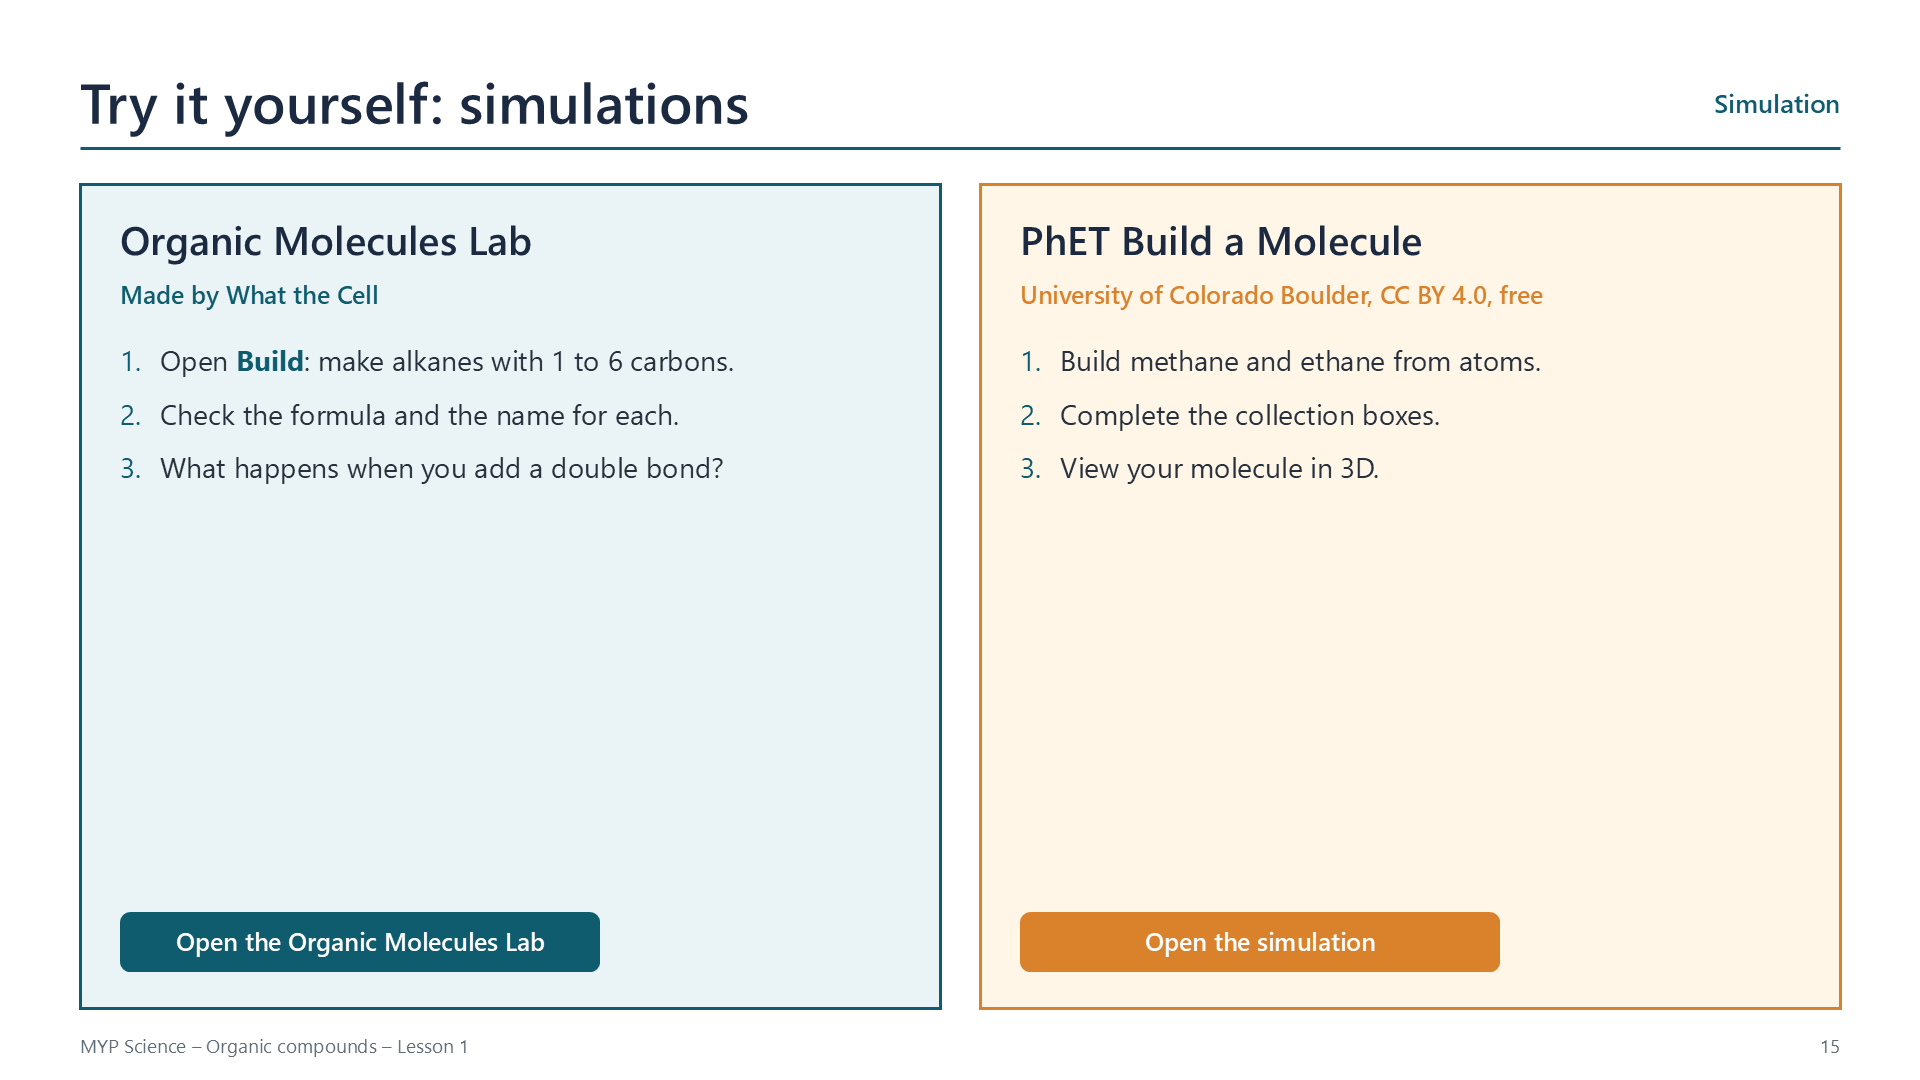 Try it yourself: simulations
Simulation
Organic Molecules Lab
Made by What the Cell
1. Open Build: make alkanes with 1 to 6 carbons.
2. Check the formula and the name for each.
3. What happens when you add a double bond?
Open the Organic Molecules Lab
PhET Build a Molecule
University of Colorado Boulder, CC BY 4.0, free
1. Build methane and ethane from atoms.
2. Complete the collection boxes.
3. View your molecule in 3D.
Open the simulation
MYP Science – Organic compounds – Lesson 1
15